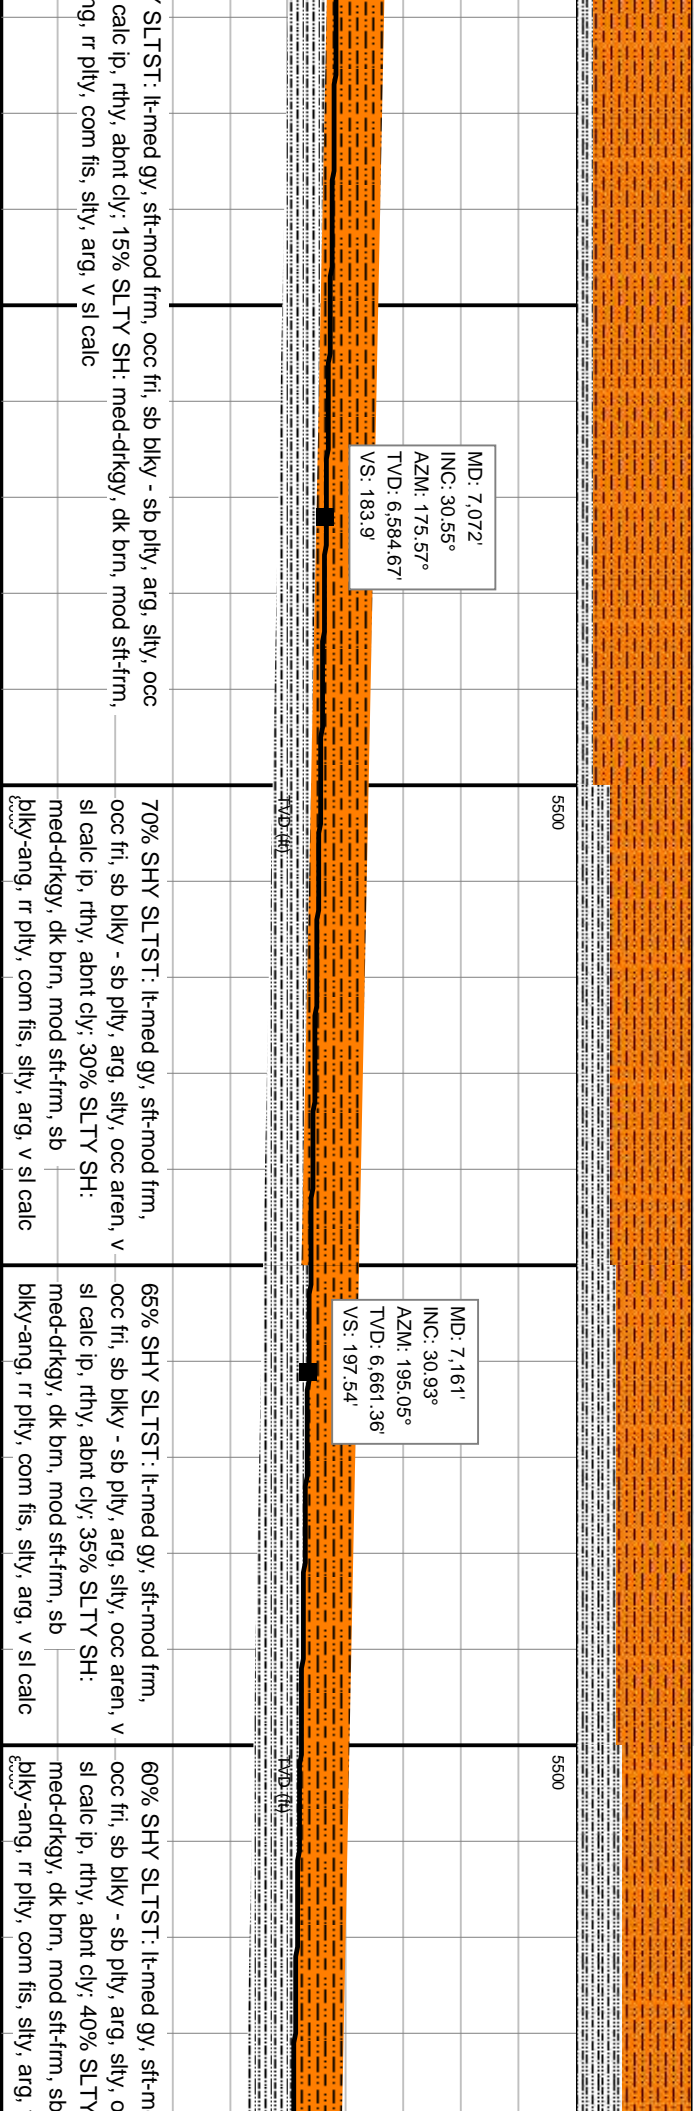 Y SLTST: lt-med gy, sft-mod frm, occ fri, sb blky - sb plty, arg, slty, occ
calc ip, rthy, abnt cly; 15% SLTY SH: med-drkgy, dk brn, mod sft-frm,
ng, rr plty, com fis, slty, arg, v sl calc
MD: 7,072'
INC: 30.55°
AZM: 175.57°
TVD: 6,584.67'
VS: 183.9'
5500
TVD (ft)
70% SHY SLTST: lt-med gy, sft-mod frm,
occ fri, sb blky - sb plty, arg, slty, occ aren, v
sl calc ip, rthy, abnt cly; 30% SLTY SH:
med-drkgy, dk brn, mod sft-frm, sb
blky-ang, rr plty, com fis, slty, arg, v sl calc
MD: 7,161'
INC: 30.93°
AZM: 195.05°
TVD: 6,661.36'
VS: 197.54'
65% SHY SLTST: lt-med gy, sft-mod frm,
occ fri, sb blky - sb plty, arg, slty, occ aren, v
sl calc ip, rthy, abnt cly; 35% SLTY SH:
med-drkgy, dk brn, mod sft-frm, sb
blky-ang, rr plty, com fis, slty, arg, v sl calc
5500
TVD (ft)
60% SHY SLTST: lt-med gy, sft-m
occ fri, sb blky - sb plty, arg, slty, o
sl calc ip, rthy, abnt cly; 40% SLTY
med-drkgy, dk brn, mod sft-frm, sb
blky-ang, rr plty, com fis, slty, arg,